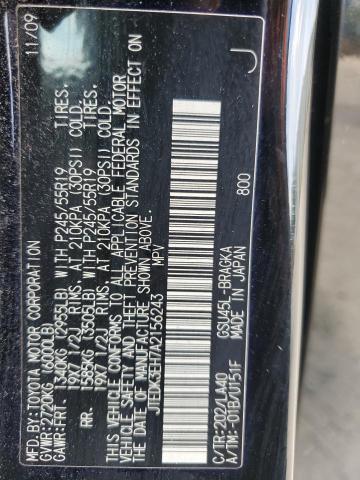 MFD.BY:TOYOTA MOTOR CORPORATION 11/09
GVWR:2720KG (6000LB)
GAWR:FRT. 1340KG (2955LB). WITH P245/55R19 TIRES.
19X7 1/2J RIMS. AT 210KPA (30PSI) COLD.
RR. 1585KG (3505LB). WITH P245/55R19 TIRES.
19X7 1/2J RIMS. AT 210KPA (30PSI) COLD.
THIS VEHICLE CONFORMS TO ALL APPLICABLE FEDERAL MOTOR
VEHICLE SAFETY AND THEFT PREVENTION STANDARDS IN EFFECT ON
THE DATE OF MANUFACTURE SHOWN ABOVE.
MPV
C/TR:202/LA40 GSU45L-BRAGKA 800
A/TM:-01B/U151F MADE IN JAPAN
J